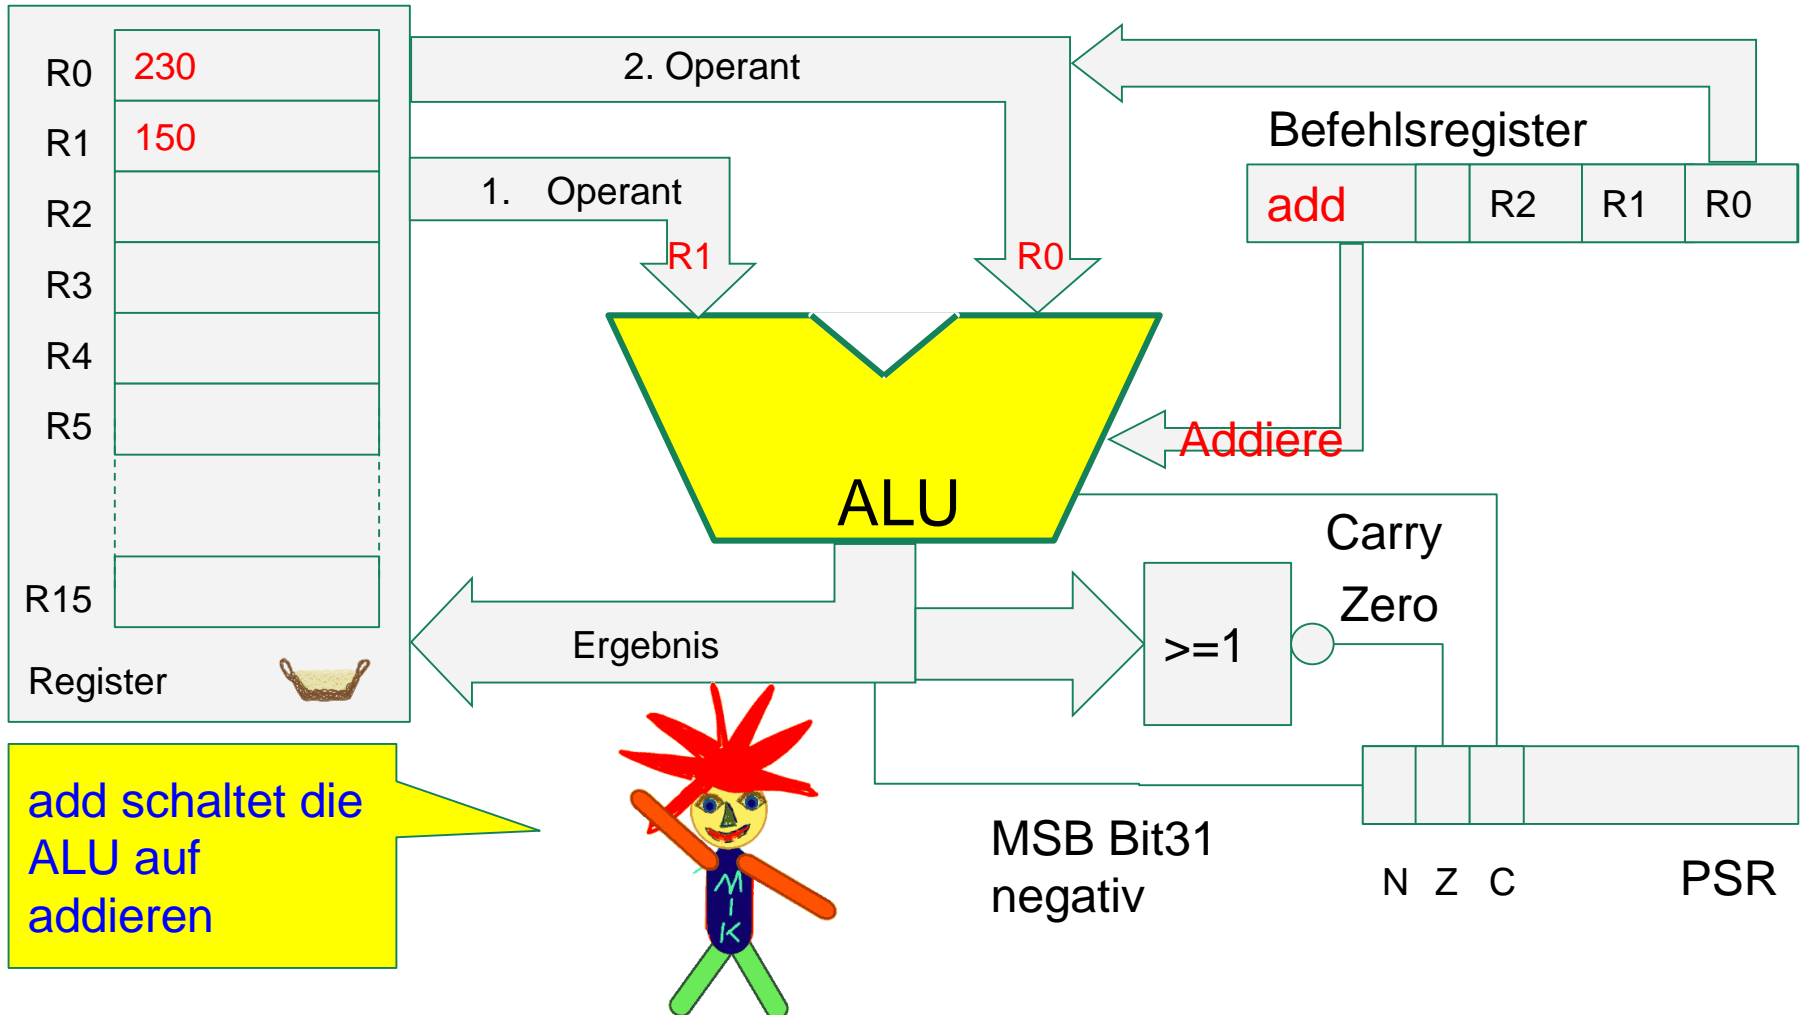 R0 230
R1 150
R2
R3
R4
R5
R15
Register
2. Operant
1. Operant
R1
R0
Befehlsregister
add R2 R1 R0
Addiere
ALU
Carry
Zero
Ergebnis
>=1
add schaltet die
ALU auf
addieren
MIK
MSB Bit31
negativ
N Z C
PSR